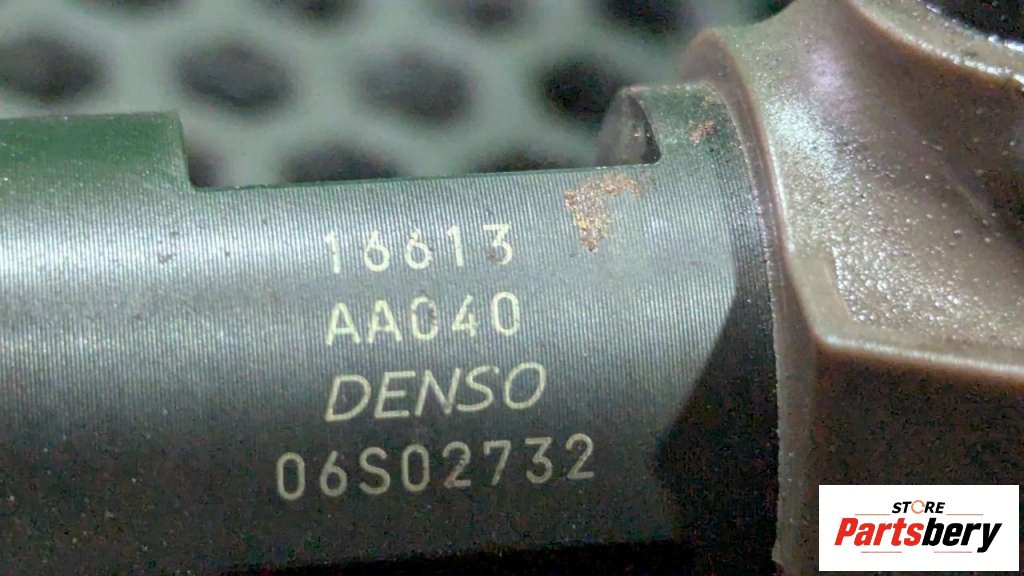 16613
AA040
DENSO
06S02732
STORE
Partsbery